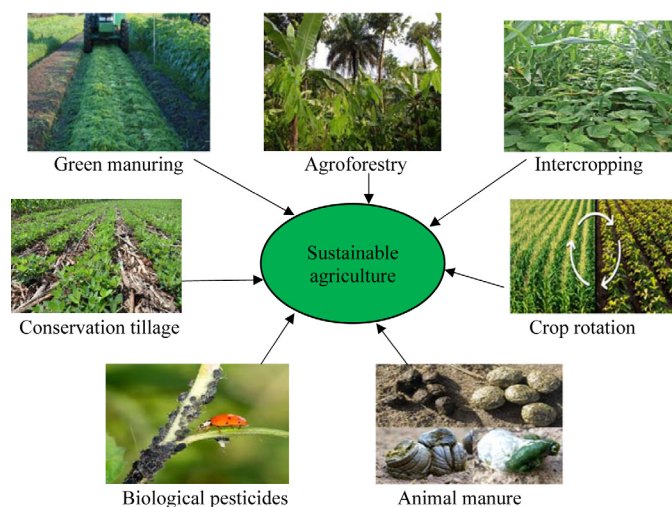 Green manuring
Agroforestry
Intercropping
Sustainable
agriculture
Conservation tillage
Crop rotation
Biological pesticides
Animal manure